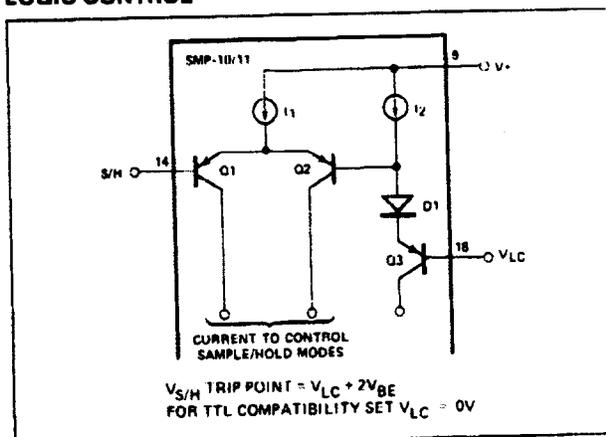 LOGIC CONTROL
SMP-10/11
9
V+
I1
I2
14
S/H
Q1
Q2
D1
18
Q3
VLC
CURRENT TO CONTROL
SAMPLE/HOLD MODES
VS/H TRIP POINT = VLC + 2VBE
FOR TTL COMPATIBILITY SET VLC = 0V